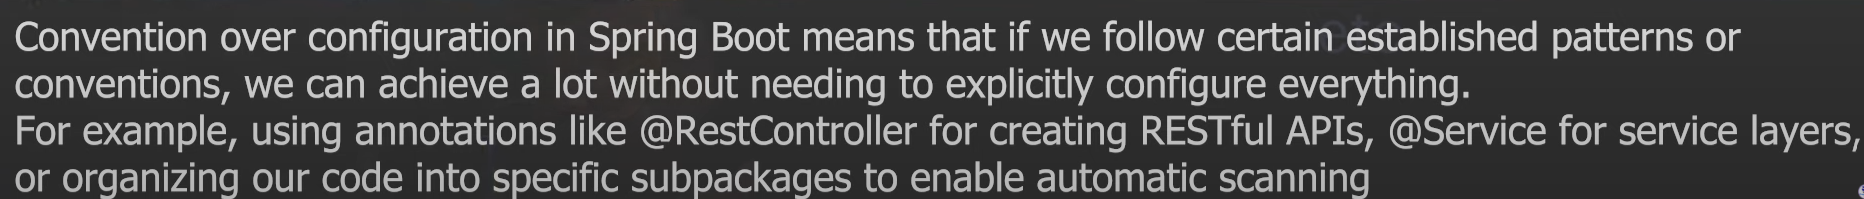 Convention over configuration in Spring Boot means that if we follow certain established patterns or
conventions, we can achieve a lot without needing to explicitly configure everything.
For example, using annotations like @RestController for creating RESTful APIs, @Service for service layers,
or organizing our code into specific subpackages to enable automatic scanning